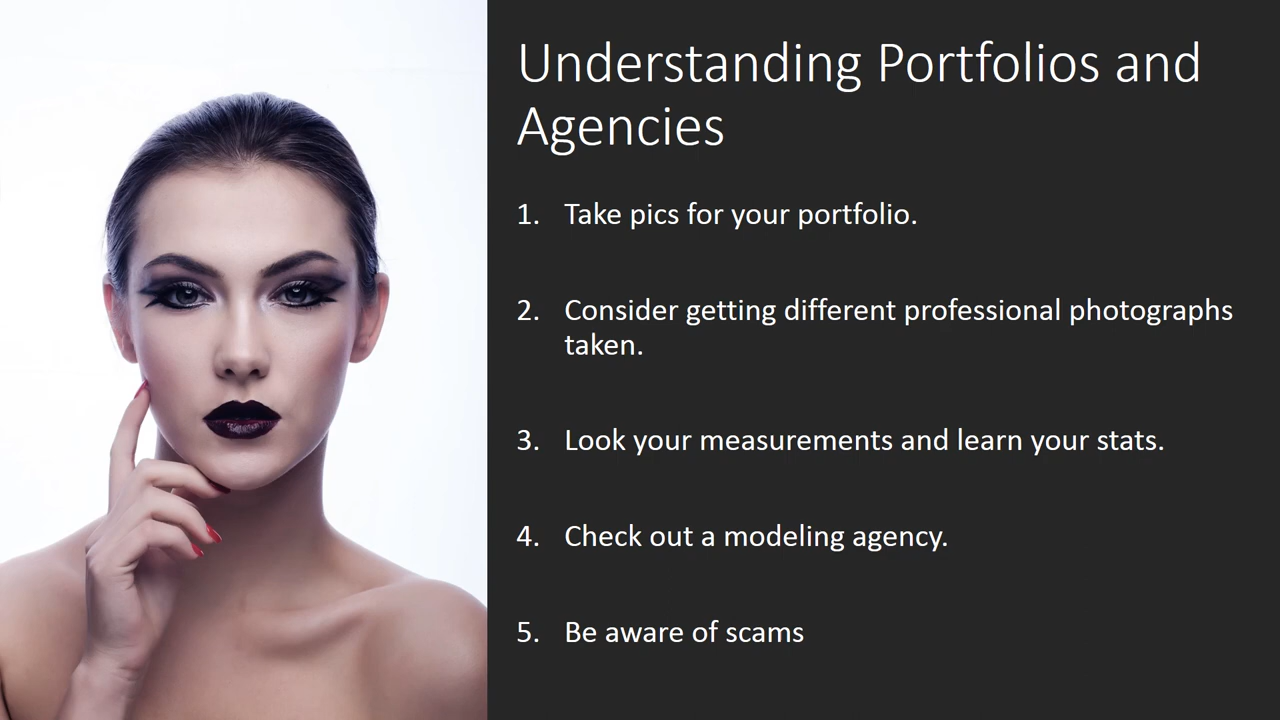 Understanding Portfolios and
Agencies
1. Take pics for your portfolio.
2. Consider getting different professional photographs
taken.
3. Look your measurements and learn your stats.
4. Check out a modeling agency.
5. Be aware of scams